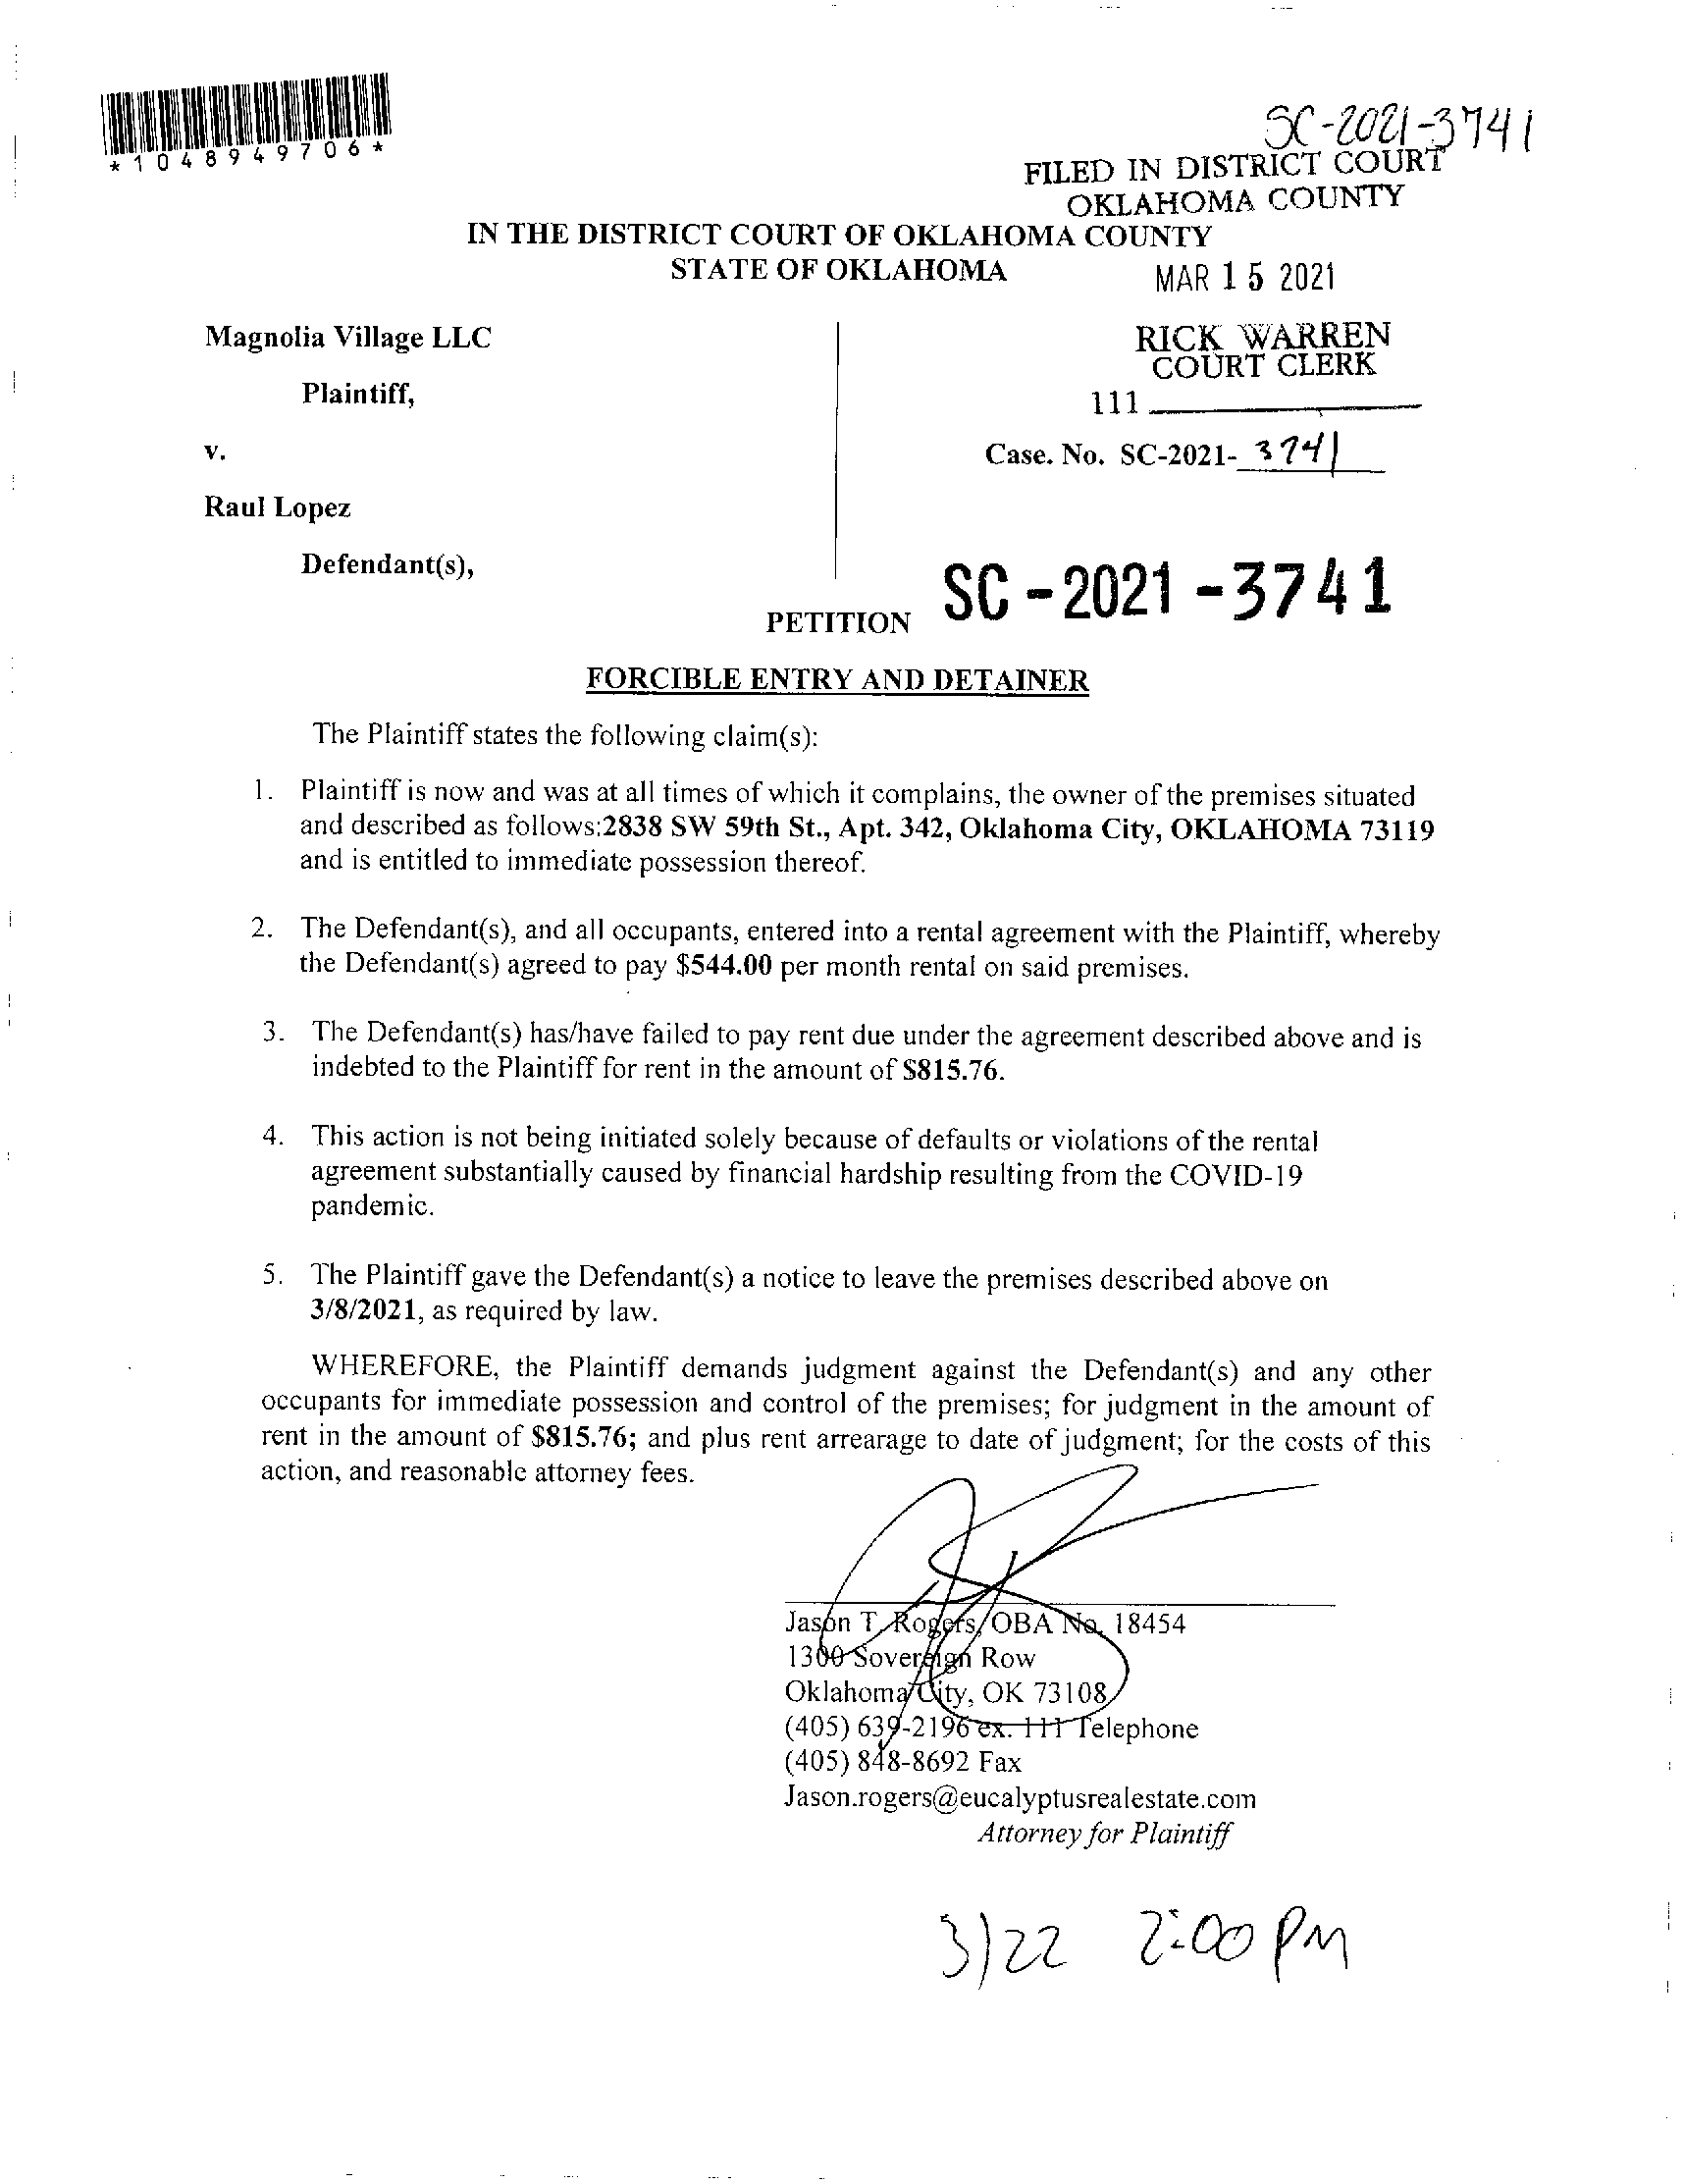 *1048949706*
SC-2021-3741
FILED IN DISTRICT COURT
OKLAHOMA COUNTY
IN THE DISTRICT COURT OF OKLAHOMA COUNTY
STATE OF OKLAHOMA
MAR 15 2021
Magnolia Village LLC
RICK WARREN
COURT CLERK
Plaintiff,
111
v.
Case. No. SC-2021- 3741
Raul Lopez
Defendant(s),
SC-2021-3741
PETITION
FORCIBLE ENTRY AND DETAINER
The Plaintiff states the following claim(s):
1. Plaintiff is now and was at all times of which it complains, the owner of the premises situated
and described as follows:2838 SW 59th St., Apt. 342, Oklahoma City, OKLAHOMA 73119
and is entitled to immediate possession thereof.
2. The Defendant(s), and all occupants, entered into a rental agreement with the Plaintiff, whereby
the Defendant(s) agreed to pay $544.00 per month rental on said premises.
3. The Defendant(s) has/have failed to pay rent due under the agreement described above and is
indebted to the Plaintiff for rent in the amount of $815.76.
4. This action is not being initiated solely because of defaults or violations of the rental
agreement substantially caused by financial hardship resulting from the COVID-19
pandemic.
5. The Plaintiff gave the Defendant(s) a notice to leave the premises described above on
3/8/2021, as required by law.
WHEREFORE, the Plaintiff demands judgment against the Defendant(s) and any other
occupants for immediate possession and control of the premises; for judgment in the amount of
rent in the amount of $815.76; and plus rent arrearage to date of judgment; for the costs of this
action, and reasonable attorney fees.
Jason T. Rogers, OBA No. 18454
1300 Sovereign Row
Oklahoma City, OK 73108
(405) 639-2196 ex. 111 Telephone
(405) 848-8692 Fax
Jason.rogers@eucalyptusrealestate.com
Attorney for Plaintiff
3/22 2:00 PM